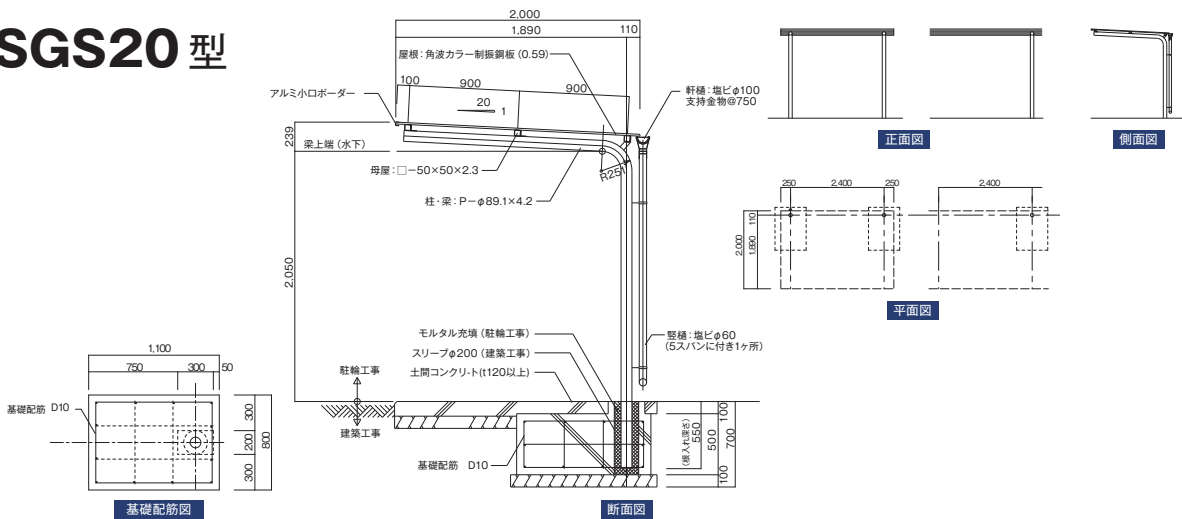 SGS20 型
2,000
1,890
110
屋根：角波カラー制振鋼板（0.59）
100
900
900
アルミ小口ボーダー
20
1
軒樋：塩ビφ100
支持金物@750
239
梁上端（水下）
母屋：□−50×50×2.3
R251
柱・梁：P−φ89.1×4.2
2,050
モルタル充填（駐輪工事）
スリーブφ200（建築工事）
土間コンクリート(t120以上)
竪樋：塩ビφ60
（5スパンに付き1ヶ所）
駐輪工事
建築工事
基礎配筋 D10
（根入れ深さ）
550
100
500
100
700
断面図
1,100
750
300
50
基礎配筋 D10
300
200
300
800
基礎配筋図
正面図
側面図
250
2,400
250
2,400
2,000
110
1,890
平面図